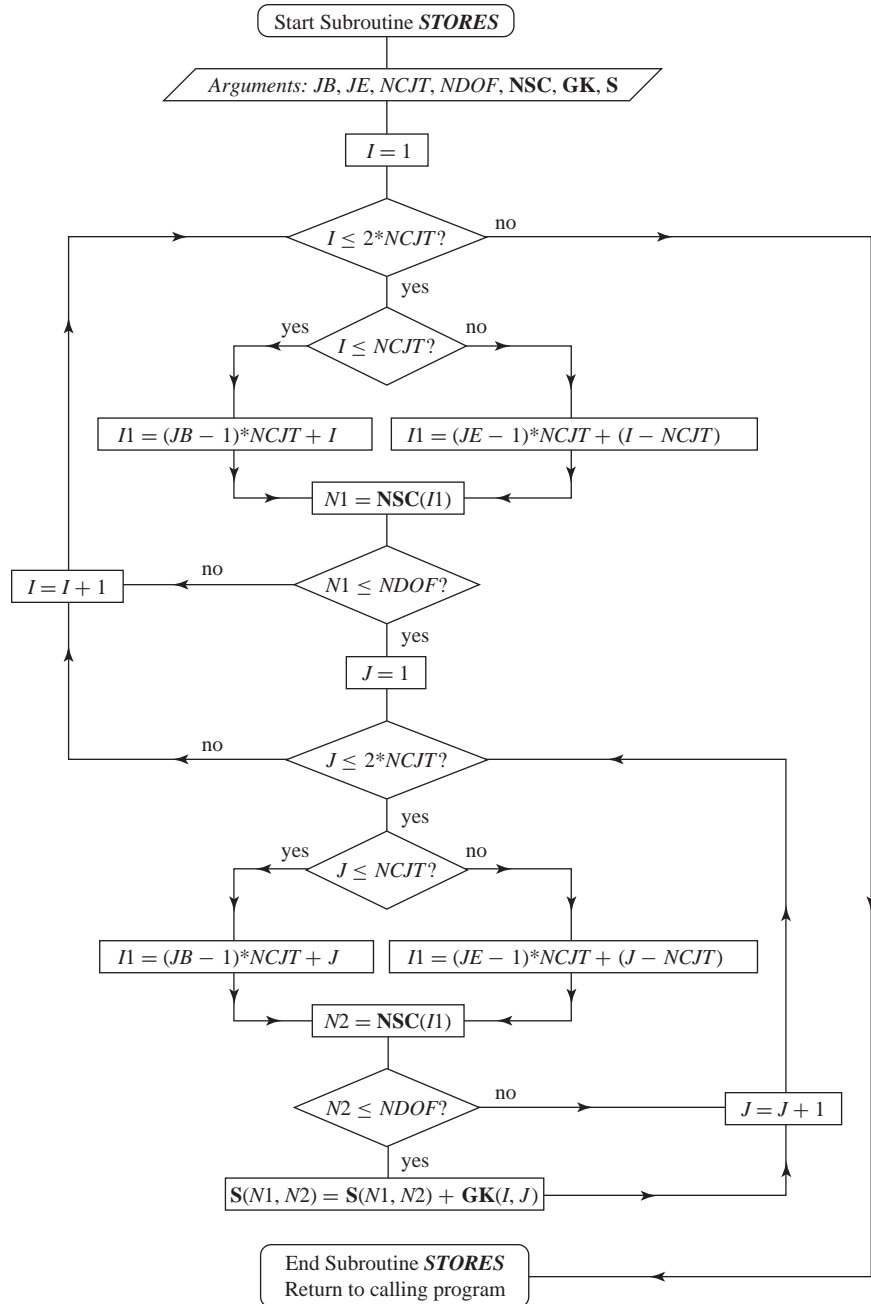 Start Subroutine STORES
Arguments: JB, JE, NCJT, NDOF, NSC, GK, S
I = 1
I ≤ 2*NCJT?
no
yes
I ≤ NCJT?
yes
no
I1 = (JB − 1)*NCJT + I
I1 = (JE − 1)*NCJT + (I − NCJT)
N1 = NSC(I1)
N1 ≤ NDOF?
no
I = I + 1
yes
J = 1
J ≤ 2*NCJT?
no
yes
J ≤ NCJT?
yes
no
I1 = (JB − 1)*NCJT + J
I1 = (JE − 1)*NCJT + (J − NCJT)
N2 = NSC(I1)
N2 ≤ NDOF?
no
J = J + 1
yes
S(N1, N2) = S(N1, N2) + GK(I, J)
End Subroutine STORES
Return to calling program